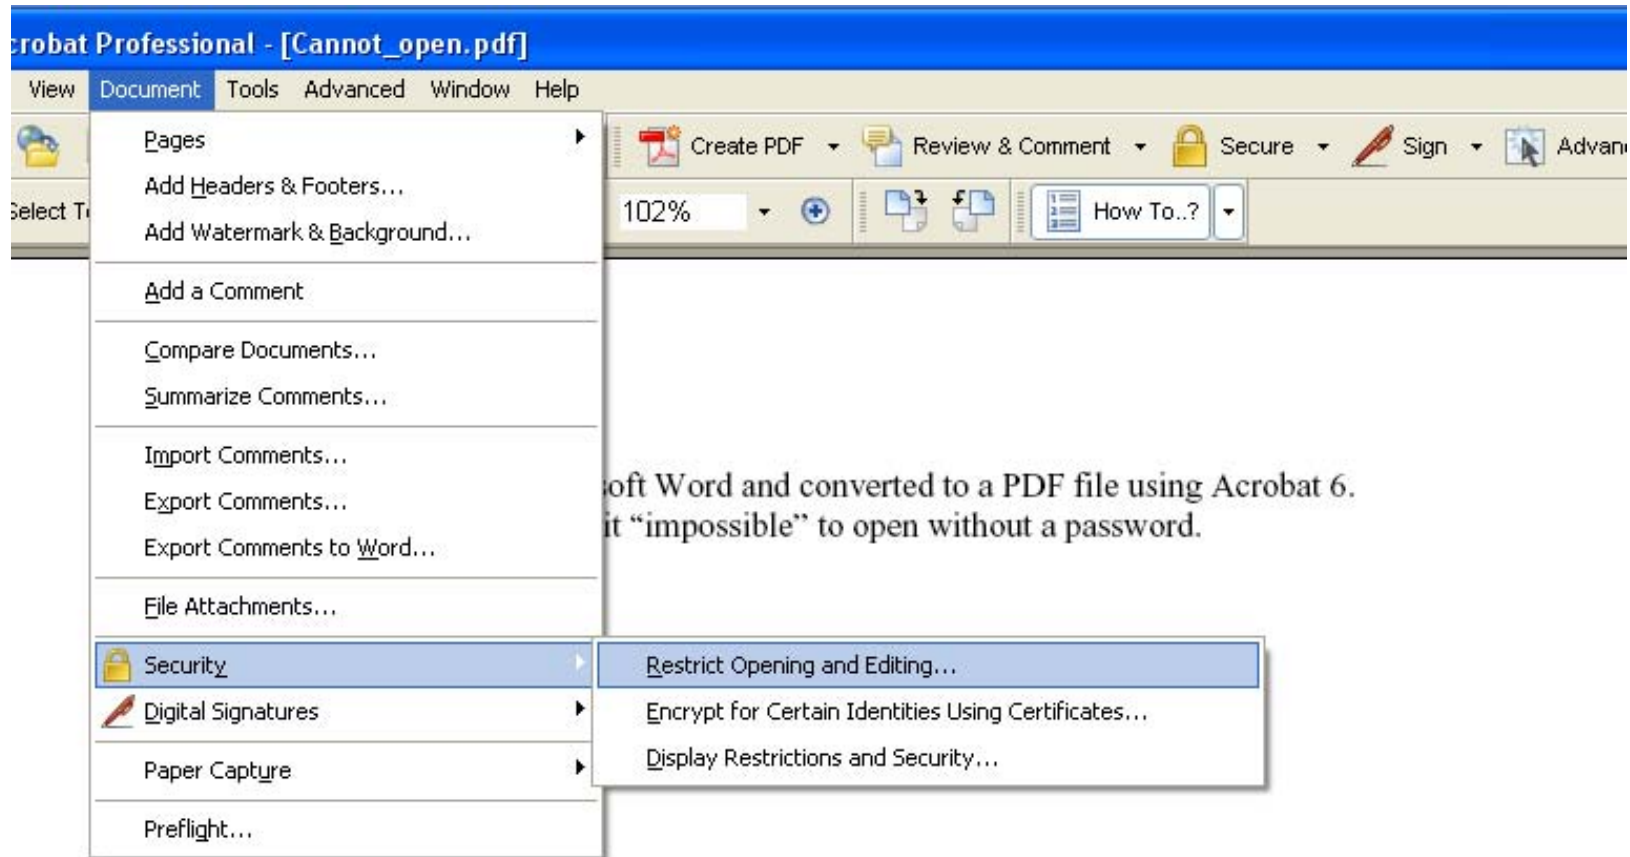 crobat Professional - [Cannot_open.pdf]
View Document Tools Advanced Window Help
Create PDF Review & Comment Secure Sign Advan
Select T 102% How To..?
Pages
Add Headers & Footers...
Add Watermark & Background...
Add a Comment
Compare Documents...
Summarize Comments...
Import Comments...
Export Comments...
Export Comments to Word...
File Attachments...
Security
Digital Signatures
Paper Capture
Preflight...
Restrict Opening and Editing...
Encrypt for Certain Identities Using Certificates...
Display Restrictions and Security...
soft Word and converted to a PDF file using Acrobat 6.
it “impossible” to open without a password.